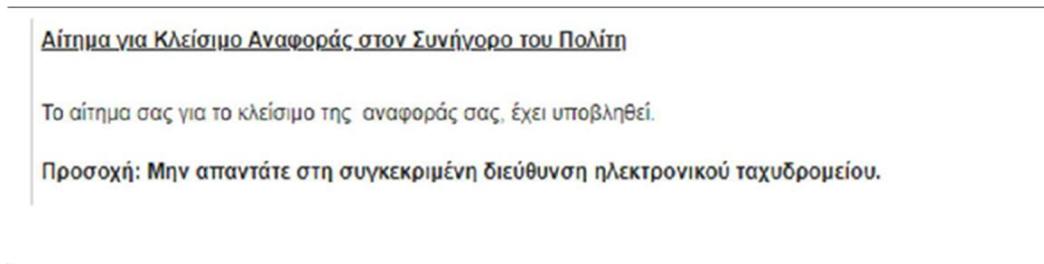 Αίτημα για Κλείσιμο Αναφοράς στον Συνήγορο του Πολίτη
Το αίτημα σας για το κλείσιμο της αναφοράς σας, έχει υποβληθεί.
Προσοχή: Μην απαντάτε στη συγκεκριμένη διεύθυνση ηλεκτρονικού ταχυδρομείου.